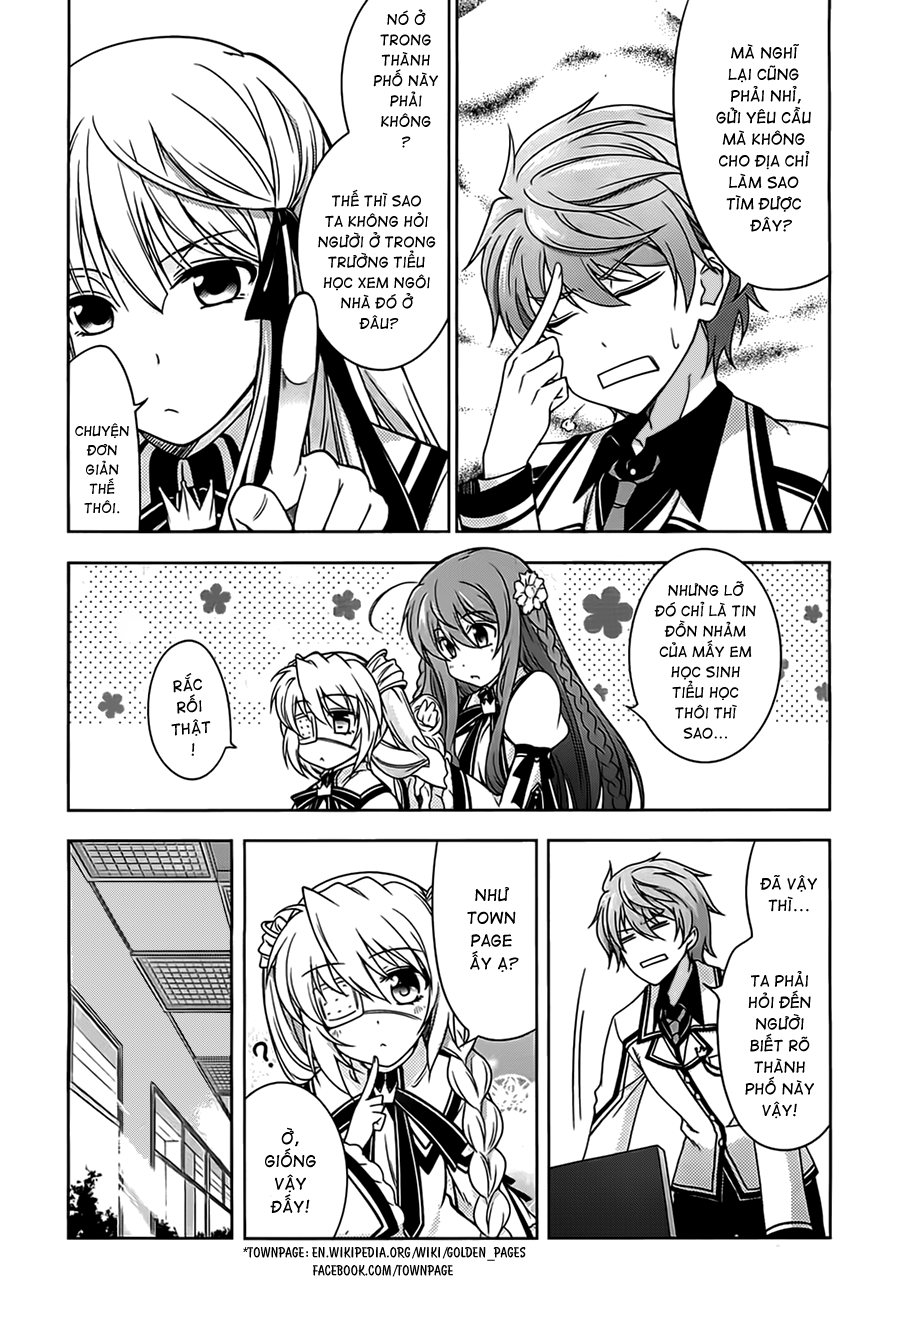 MÀ NGHĨ
LẠI CŨNG
PHẢI NHỈ,
GỬI YÊU CẦU
MÀ KHÔNG
CHO ĐỊA CHỈ
LÀM SAO
TÌM ĐƯỢC
ĐÂY?
NÓ Ở
TRONG
THÀNH
PHỐ NÀY
PHẢI
KHÔNG
?
THẾ THÌ SAO
TA KHÔNG HỎI
NGƯỜI Ở TRONG
TRƯỜNG TIỂU
HỌC XEM NGÔI
NHÀ ĐÓ Ở
ĐÂU?
CHUYỆN
ĐƠN
GIẢN
THẾ
THÔI.
NHƯNG LỠ
ĐÓ CHỈ LÀ TIN
ĐỒN NHẢM
CỦA MẤY EM
HỌC SINH
TIỂU HỌC
THÔI THÌ
SAO...
RẮC
RỐI
THẬT
!
ĐÃ VẬY
THÌ...
TA PHẢI
HỎI ĐẾN
NGƯỜI
BIẾT RÕ
THÀNH
PHỐ NÀY
VẬY!
NHƯ
TOWN
PAGE
ẤY Ạ?
?
Ờ,
GIỐNG
VẬY
ĐẤY!
*TOWNPAGE: EN.WIKIPEDIA.ORG/WIKI/GOLDEN_PAGES
FACEBOOK.COM/TOWNPAGE